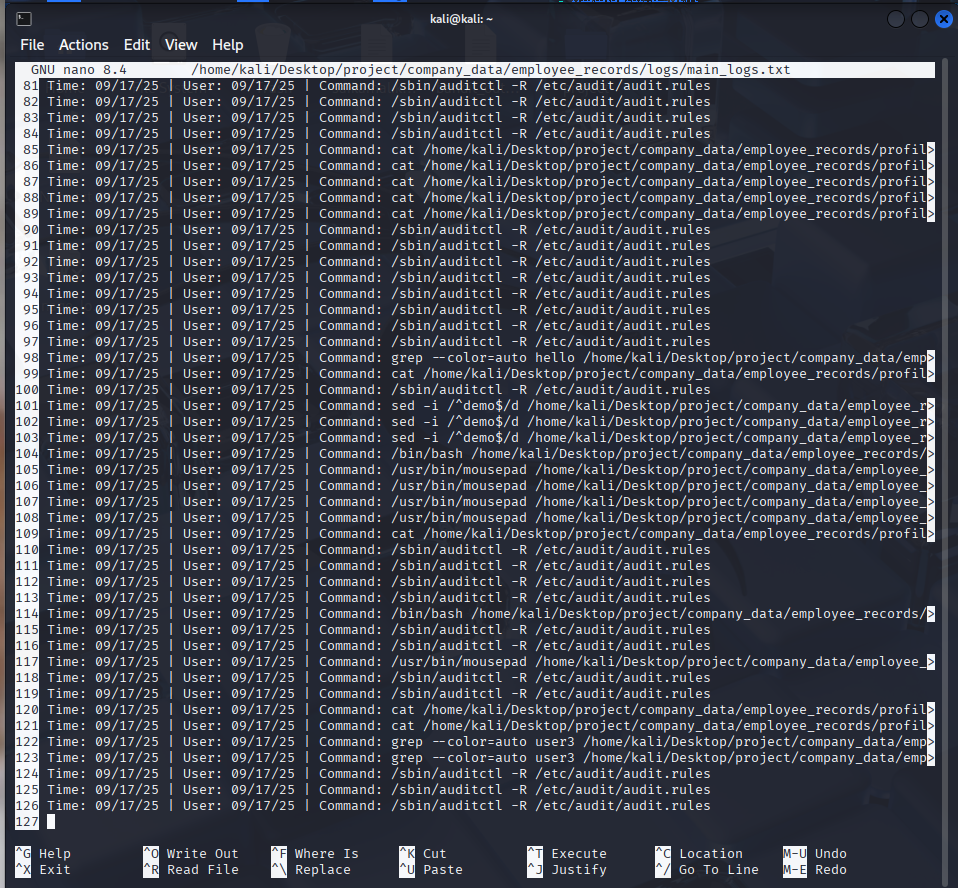 kali@kali: ~
File Actions Edit View Help
GNU nano 8.4 /home/kali/Desktop/project/company_data/employee_records/logs/main_logs.txt
81 Time: 09/17/25 | User: 09/17/25 | Command: /sbin/auditctl -R /etc/audit/audit.rules
82 Time: 09/17/25 | User: 09/17/25 | Command: /sbin/auditctl -R /etc/audit/audit.rules
83 Time: 09/17/25 | User: 09/17/25 | Command: /sbin/auditctl -R /etc/audit/audit.rules
84 Time: 09/17/25 | User: 09/17/25 | Command: /sbin/auditctl -R /etc/audit/audit.rules
85 Time: 09/17/25 | User: 09/17/25 | Command: cat /home/kali/Desktop/project/company_data/employee_records/profil>
86 Time: 09/17/25 | User: 09/17/25 | Command: cat /home/kali/Desktop/project/company_data/employee_records/profil>
87 Time: 09/17/25 | User: 09/17/25 | Command: cat /home/kali/Desktop/project/company_data/employee_records/profil>
88 Time: 09/17/25 | User: 09/17/25 | Command: cat /home/kali/Desktop/project/company_data/employee_records/profil>
89 Time: 09/17/25 | User: 09/17/25 | Command: cat /home/kali/Desktop/project/company_data/employee_records/profil>
90 Time: 09/17/25 | User: 09/17/25 | Command: /sbin/auditctl -R /etc/audit/audit.rules
91 Time: 09/17/25 | User: 09/17/25 | Command: /sbin/auditctl -R /etc/audit/audit.rules
92 Time: 09/17/25 | User: 09/17/25 | Command: /sbin/auditctl -R /etc/audit/audit.rules
93 Time: 09/17/25 | User: 09/17/25 | Command: /sbin/auditctl -R /etc/audit/audit.rules
94 Time: 09/17/25 | User: 09/17/25 | Command: /sbin/auditctl -R /etc/audit/audit.rules
95 Time: 09/17/25 | User: 09/17/25 | Command: /sbin/auditctl -R /etc/audit/audit.rules
96 Time: 09/17/25 | User: 09/17/25 | Command: /sbin/auditctl -R /etc/audit/audit.rules
97 Time: 09/17/25 | User: 09/17/25 | Command: /sbin/auditctl -R /etc/audit/audit.rules
98 Time: 09/17/25 | User: 09/17/25 | Command: grep --color=auto hello /home/kali/Desktop/project/company_data/emp>
99 Time: 09/17/25 | User: 09/17/25 | Command: cat /home/kali/Desktop/project/company_data/employee_records/profil>
100 Time: 09/17/25 | User: 09/17/25 | Command: /sbin/auditctl -R /etc/audit/audit.rules
101 Time: 09/17/25 | User: 09/17/25 | Command: sed -i /^demo$/d /home/kali/Desktop/project/company_data/employee_r>
102 Time: 09/17/25 | User: 09/17/25 | Command: sed -i /^demo$/d /home/kali/Desktop/project/company_data/employee_r>
103 Time: 09/17/25 | User: 09/17/25 | Command: sed -i /^demo$/d /home/kali/Desktop/project/company_data/employee_r>
104 Time: 09/17/25 | User: 09/17/25 | Command: /bin/bash /home/kali/Desktop/project/company_data/employee_records/>
105 Time: 09/17/25 | User: 09/17/25 | Command: /usr/bin/mousepad /home/kali/Desktop/project/company_data/employee_>
106 Time: 09/17/25 | User: 09/17/25 | Command: /usr/bin/mousepad /home/kali/Desktop/project/company_data/employee_>
107 Time: 09/17/25 | User: 09/17/25 | Command: /usr/bin/mousepad /home/kali/Desktop/project/company_data/employee_>
108 Time: 09/17/25 | User: 09/17/25 | Command: /usr/bin/mousepad /home/kali/Desktop/project/company_data/employee_>
109 Time: 09/17/25 | User: 09/17/25 | Command: cat /home/kali/Desktop/project/company_data/employee_records/profil>
110 Time: 09/17/25 | User: 09/17/25 | Command: /sbin/auditctl -R /etc/audit/audit.rules
111 Time: 09/17/25 | User: 09/17/25 | Command: /sbin/auditctl -R /etc/audit/audit.rules
112 Time: 09/17/25 | User: 09/17/25 | Command: /sbin/auditctl -R /etc/audit/audit.rules
113 Time: 09/17/25 | User: 09/17/25 | Command: /sbin/auditctl -R /etc/audit/audit.rules
114 Time: 09/17/25 | User: 09/17/25 | Command: /bin/bash /home/kali/Desktop/project/company_data/employee_records/>
115 Time: 09/17/25 | User: 09/17/25 | Command: /sbin/auditctl -R /etc/audit/audit.rules
116 Time: 09/17/25 | User: 09/17/25 | Command: /sbin/auditctl -R /etc/audit/audit.rules
117 Time: 09/17/25 | User: 09/17/25 | Command: /usr/bin/mousepad /home/kali/Desktop/project/company_data/employee_>
118 Time: 09/17/25 | User: 09/17/25 | Command: /sbin/auditctl -R /etc/audit/audit.rules
119 Time: 09/17/25 | User: 09/17/25 | Command: /sbin/auditctl -R /etc/audit/audit.rules
120 Time: 09/17/25 | User: 09/17/25 | Command: cat /home/kali/Desktop/project/company_data/employee_records/profil>
121 Time: 09/17/25 | User: 09/17/25 | Command: cat /home/kali/Desktop/project/company_data/employee_records/profil>
122 Time: 09/17/25 | User: 09/17/25 | Command: grep --color=auto user3 /home/kali/Desktop/project/company_data/emp>
123 Time: 09/17/25 | User: 09/17/25 | Command: grep --color=auto user3 /home/kali/Desktop/project/company_data/emp>
124 Time: 09/17/25 | User: 09/17/25 | Command: /sbin/auditctl -R /etc/audit/audit.rules
125 Time: 09/17/25 | User: 09/17/25 | Command: /sbin/auditctl -R /etc/audit/audit.rules
126 Time: 09/17/25 | User: 09/17/25 | Command: /sbin/auditctl -R /etc/audit/audit.rules
127
^G Help ^O Write Out ^F Where Is ^K Cut ^T Execute ^C Location M-U Undo
^X Exit ^R Read File ^\ Replace ^U Paste ^J Justify ^/ Go To Line M-E Redo